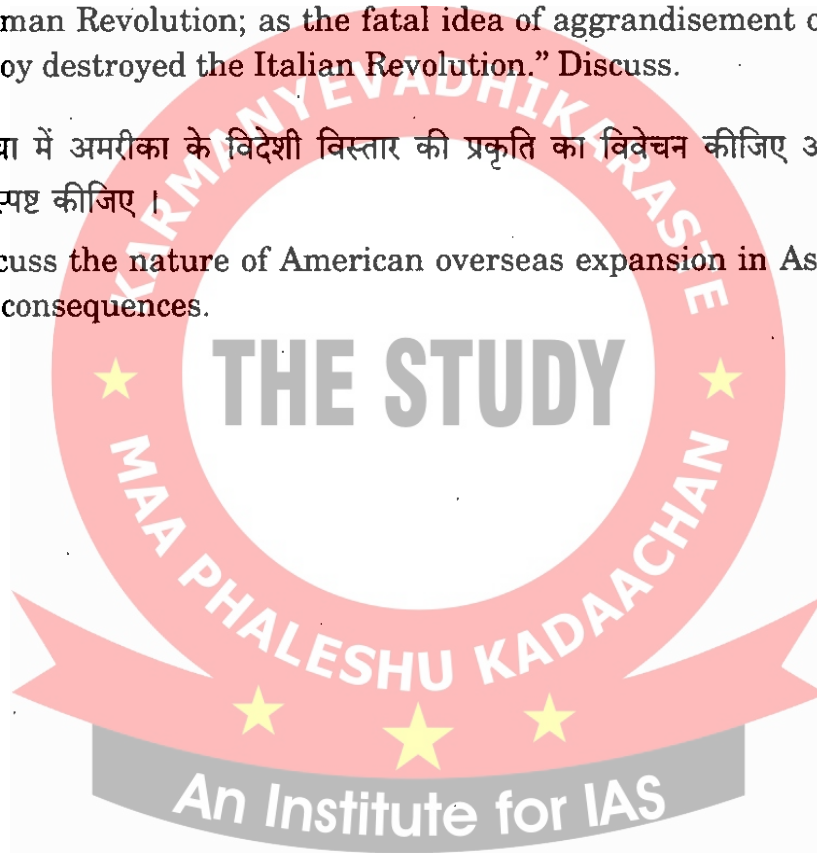 man Revolution; as the fatal idea of aggrandisement
oy destroyed the Italian Revolution.” Discuss.
में अमरीका के विदेशी विस्तार की प्रकृति का विवेचन कीजिए
स्पष्ट कीजिए ।
cuss the nature of American overseas expansion in As
consequences.
KARMANYEVADHIKARASTE
THE STUDY
MAA PHALESHU KADAACHAN
An Institute for IAS